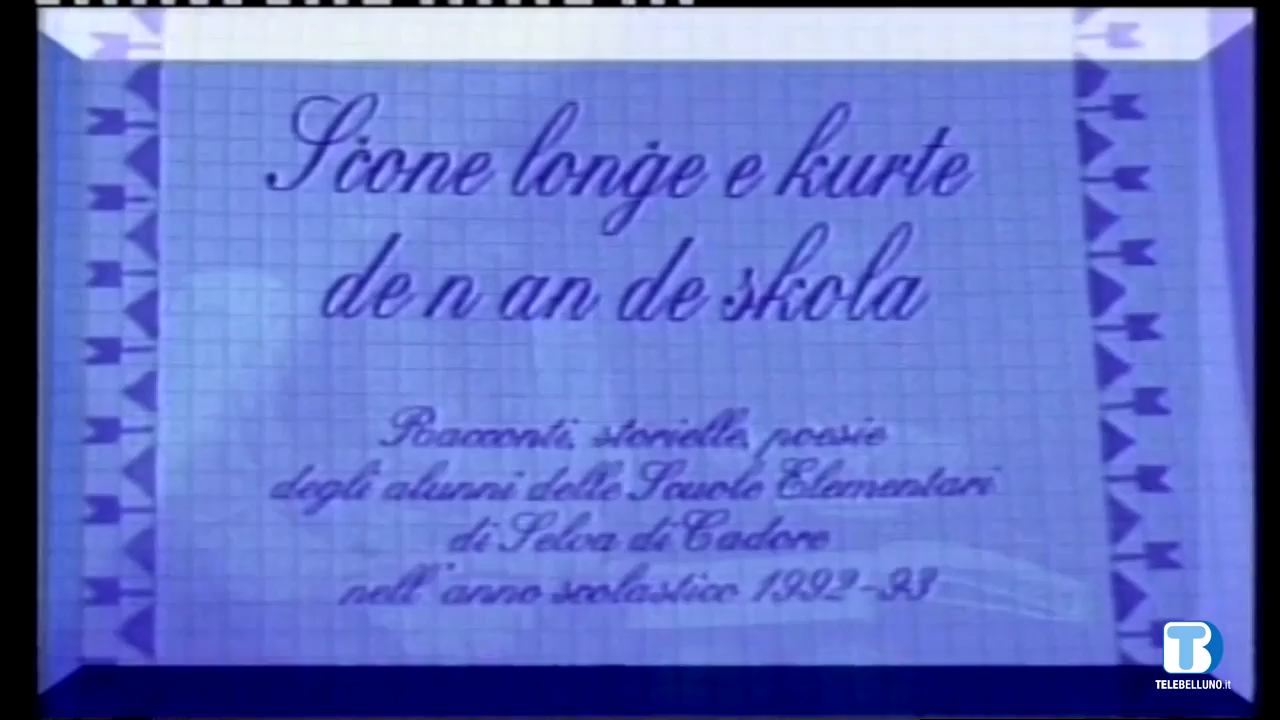 Sċone lonġe e kurte
de n an de skola
Racconti, storielle, poesie
degli alunni delle Scuole Elementari
di Selva di Cadore
nell'anno scolastico 1992-93
TELEBELLUNO.it